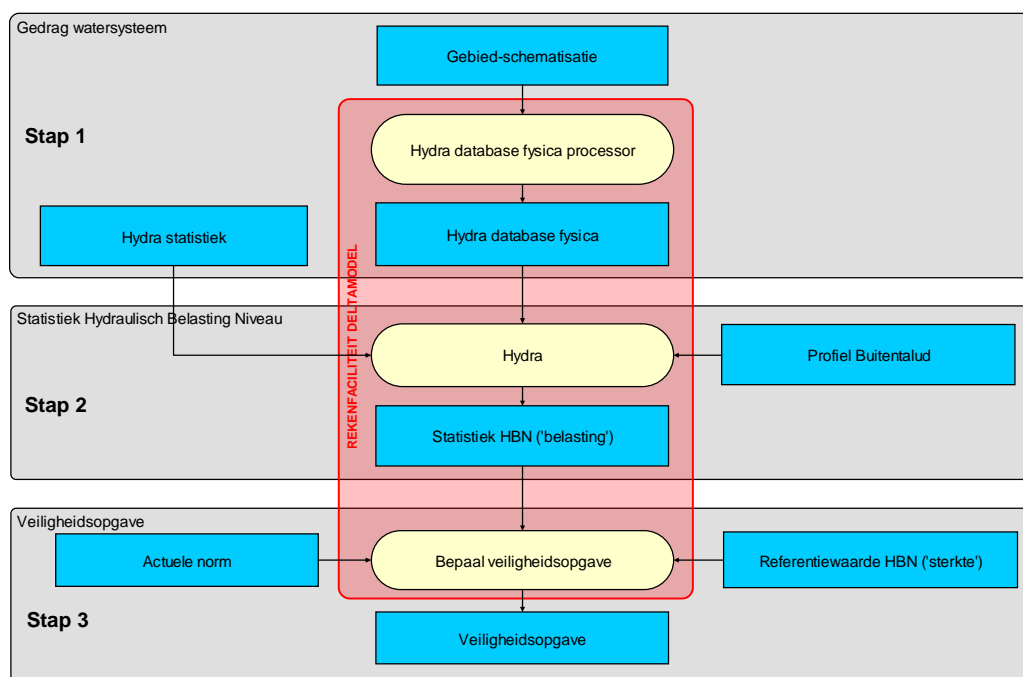 Gedrag watersysteem
Gebied-schematisatie
Stap 1
Hydra database fysica processor
Hydra statistiek
Hydra database fysica
REKENFACILITEIT DELTAMODEL
Statistiek Hydraulisch Belasting Niveau
Hydra
Profiel Buitentalud
Stap 2
Statistiek HBN ('belasting')
Veiligheidsopgave
Actuele norm
Bepaal veiligheidsopgave
Referentiewaarde HBN ('sterkte')
Stap 3
Veiligheidsopgave